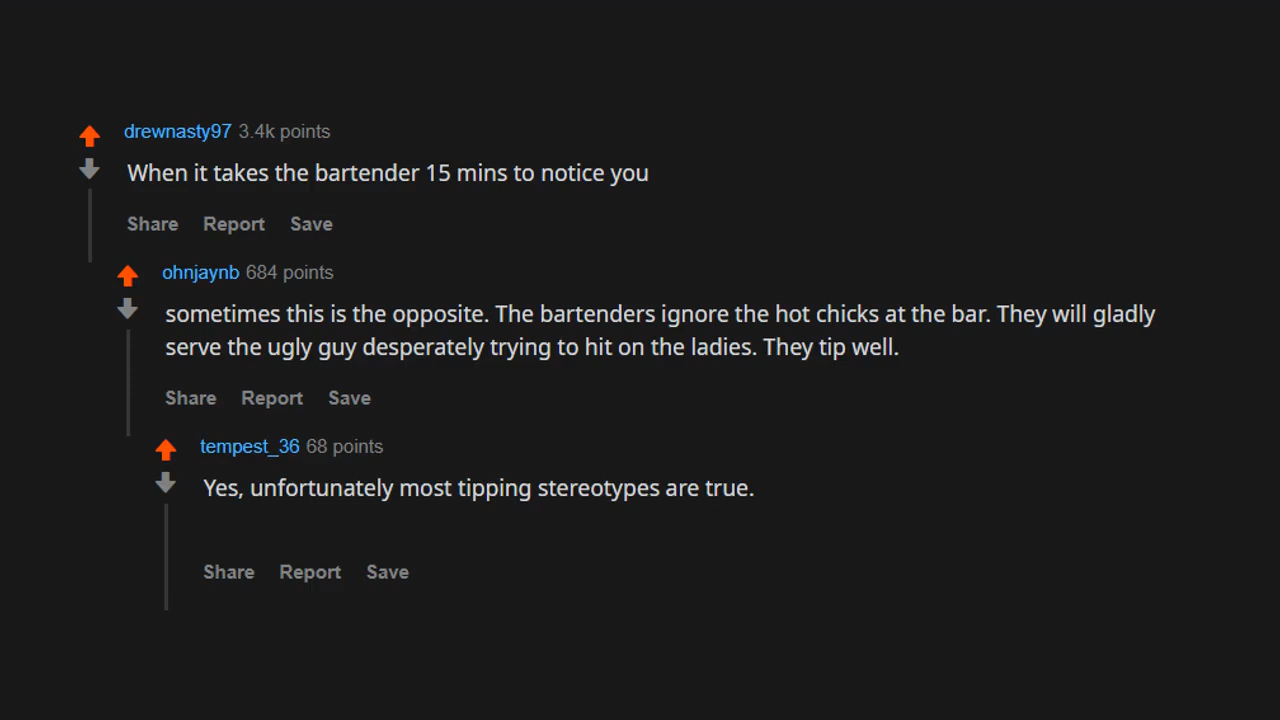 drewnasty97 3.4k points
When it takes the bartender 15 mins to notice you
Share Report Save
ohnjaynb 684 points
sometimes this is the opposite. The bartenders ignore the hot chicks at the bar. They will gladly
serve the ugly guy desperately trying to hit on the ladies. They tip well.
Share Report Save
tempest_36 68 points
Yes, unfortunately most tipping stereotypes are true.
Share Report Save